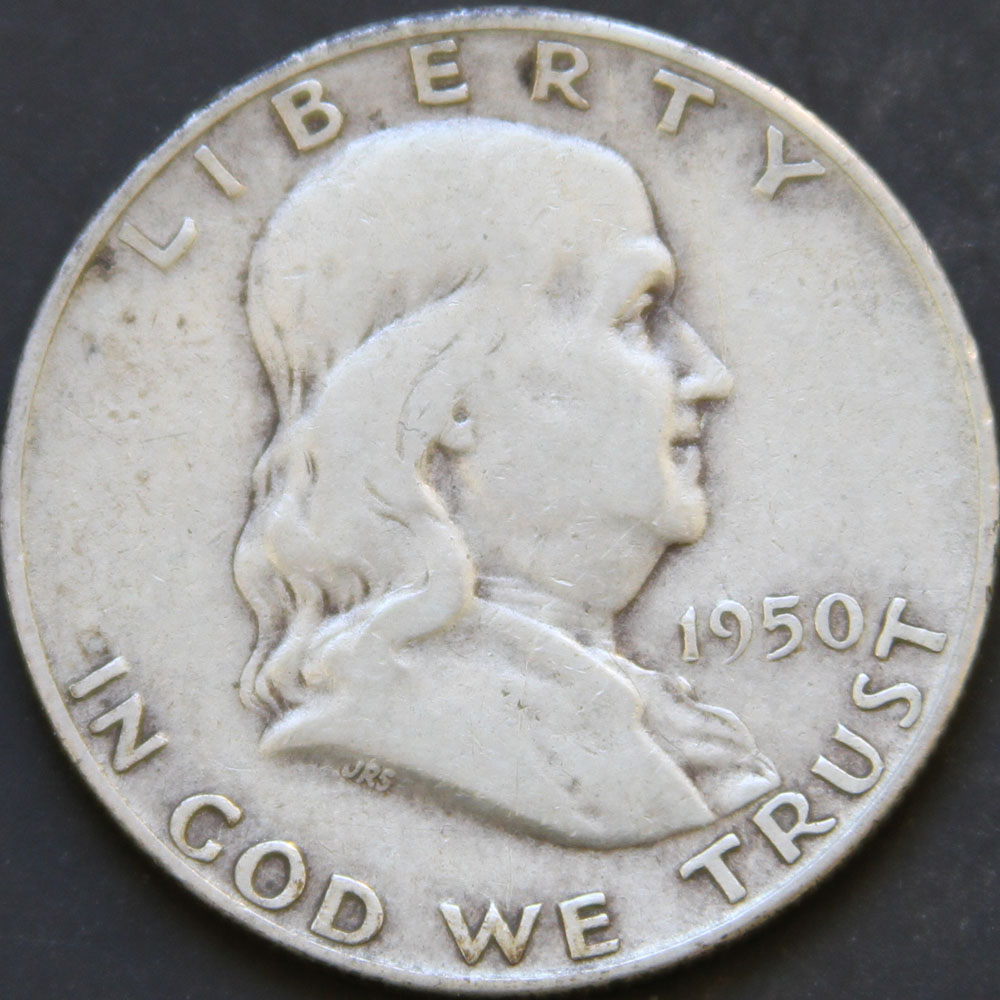 LIBERTY
1950
JRS
IN GOD WE TRUST